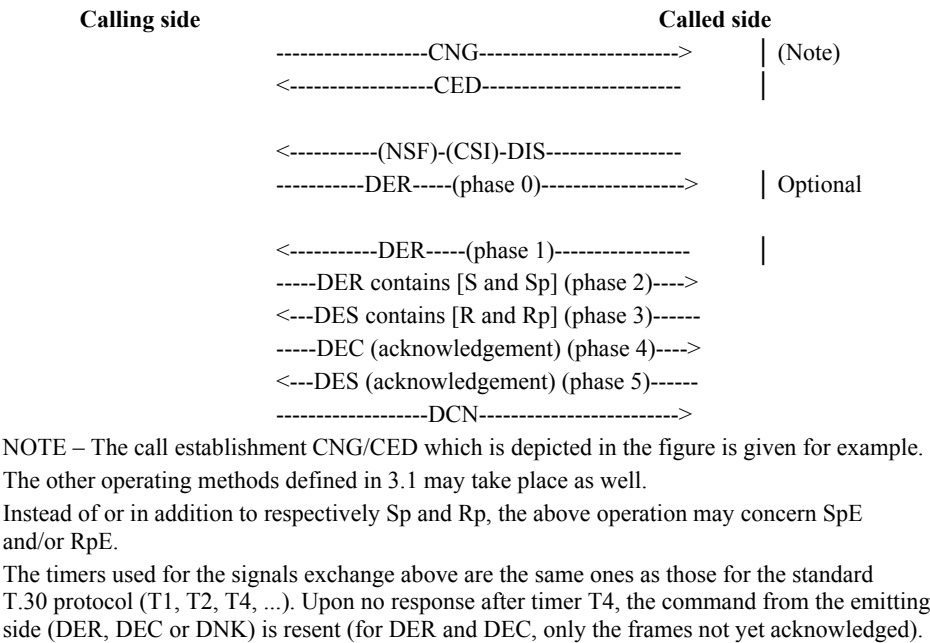 Calling side Called side
-------------------CNG-------------------------> | (Note)
<------------------CED------------------------- |
<-----------(NSF)-(CSI)-DIS-----------------
-----------DER-----(phase 0)------------------> | Optional
<-----------DER-----(phase 1)----------------- |
-----DER contains [S and Sp] (phase 2)---->
<---DES contains [R and Rp] (phase 3)------
-----DEC (acknowledgement) (phase 4)---->
<---DES (acknowledgement) (phase 5)------
-------------------DCN------------------------->
NOTE – The call establishment CNG/CED which is depicted in the figure is given for example.
The other operating methods defined in 3.1 may take place as well.
Instead of or in addition to respectively Sp and Rp, the above operation may concern SpE
and/or RpE.
The timers used for the signals exchange above are the same ones as those for the standard
T.30 protocol (T1, T2, T4, ...). Upon no response after timer T4, the command from the emitting
side (DER, DEC or DNK) is resent (for DER and DEC, only the frames not yet acknowledged).